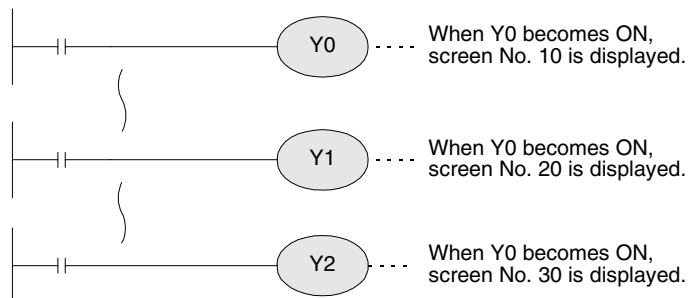 Y0
When Y0 becomes ON,
screen No. 10 is displayed.
Y1
When Y0 becomes ON,
screen No. 20 is displayed.
Y2
When Y0 becomes ON,
screen No. 30 is displayed.